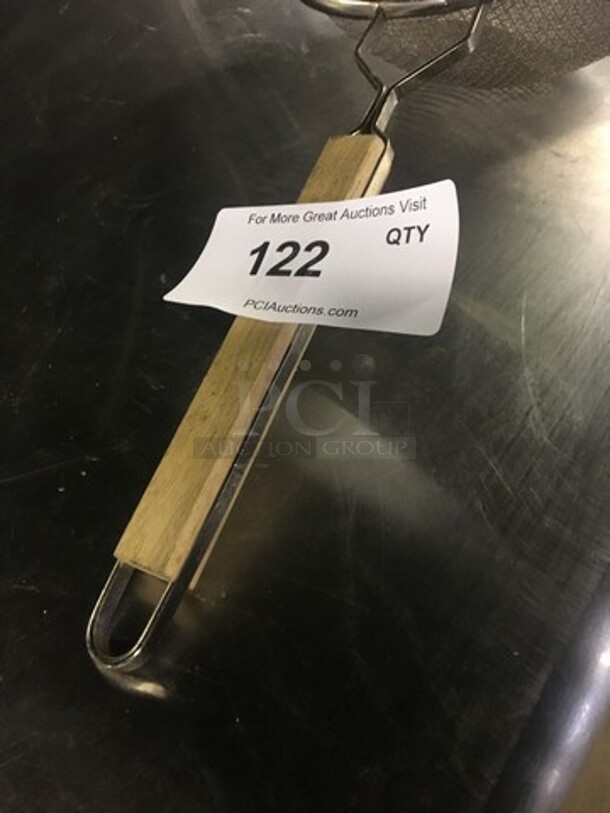 For More Great Auctions Visit
122 QTY
PCIAuctions.com
PCI
AUCTION GROUP